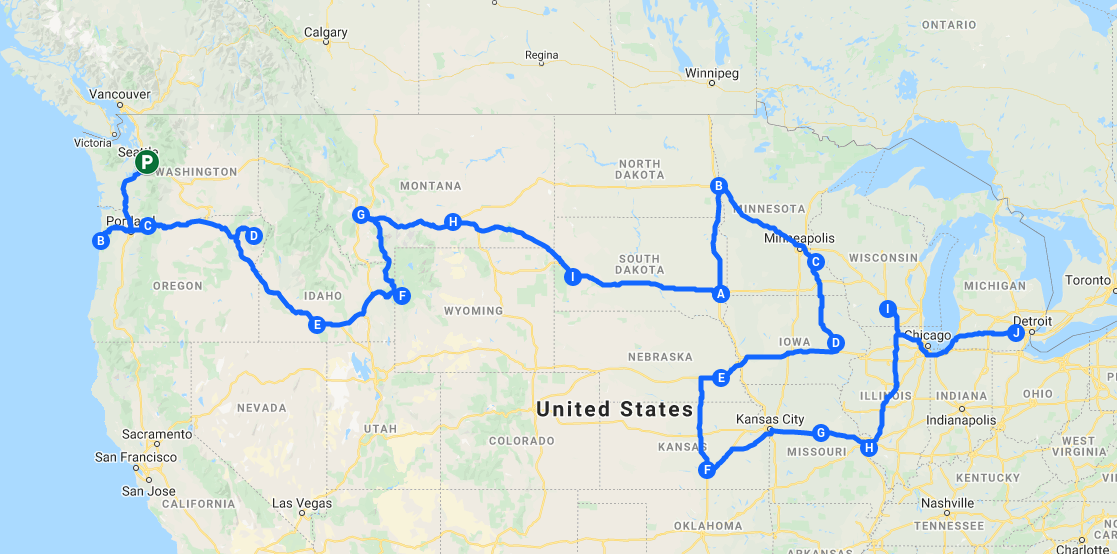 ONTARIO
Calgary
Regina
Winnipeg
Vancouver
Victoria
Seattle
P
WASHINGTON
NORTH
DAKOTA
MONTANA
B
MINNESOTA
G
H
Portland
C
B
D
Minneapolis
C
SOUTH
DAKOTA
WISCONSIN
I
MICHIGAN
Toronto
OREGON
IDAHO
F
A
WYOMING
I
E
Chicago
Detroit
J
IOWA
D
NEBRASKA
E
United States
NEVADA
ILLINOIS
INDIANA
OHIO
UTAH
Kansas City
Indianapolis
Sacramento
COLORADO
KANSAS
G
H
MISSOURI
WEST
VIRGINIA
San Francisco
F
KENTUCKY
San Jose
CALIFORNIA
Las Vegas
Nashville
OKLAHOMA
TENNESSEE
ARKANSAS
Charlotte